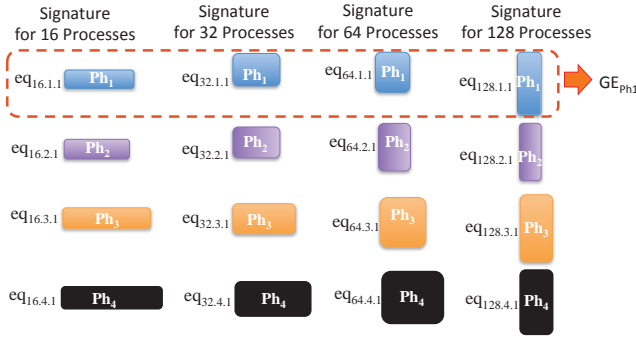 Signature for 16 Processes
Signature for 32 Processes
Signature for 64 Processes
Signature for 128 Processes
eq16.1.1 Ph1 eq32.1.1 Ph1 eq64.1.1 Ph1 eq128.1.1 Ph1 GEPh1
eq16.2.1 Ph2 eq32.2.1 Ph2 eq64.2.1 Ph2 eq128.2.1 Ph2
eq16.3.1 Ph3 eq32.3.1 Ph3 eq64.3.1 Ph3 eq128.3.1 Ph3
eq16.4.1 Ph4 eq32.4.1 Ph4 eq64.4.1 Ph4 eq128.4.1 Ph4